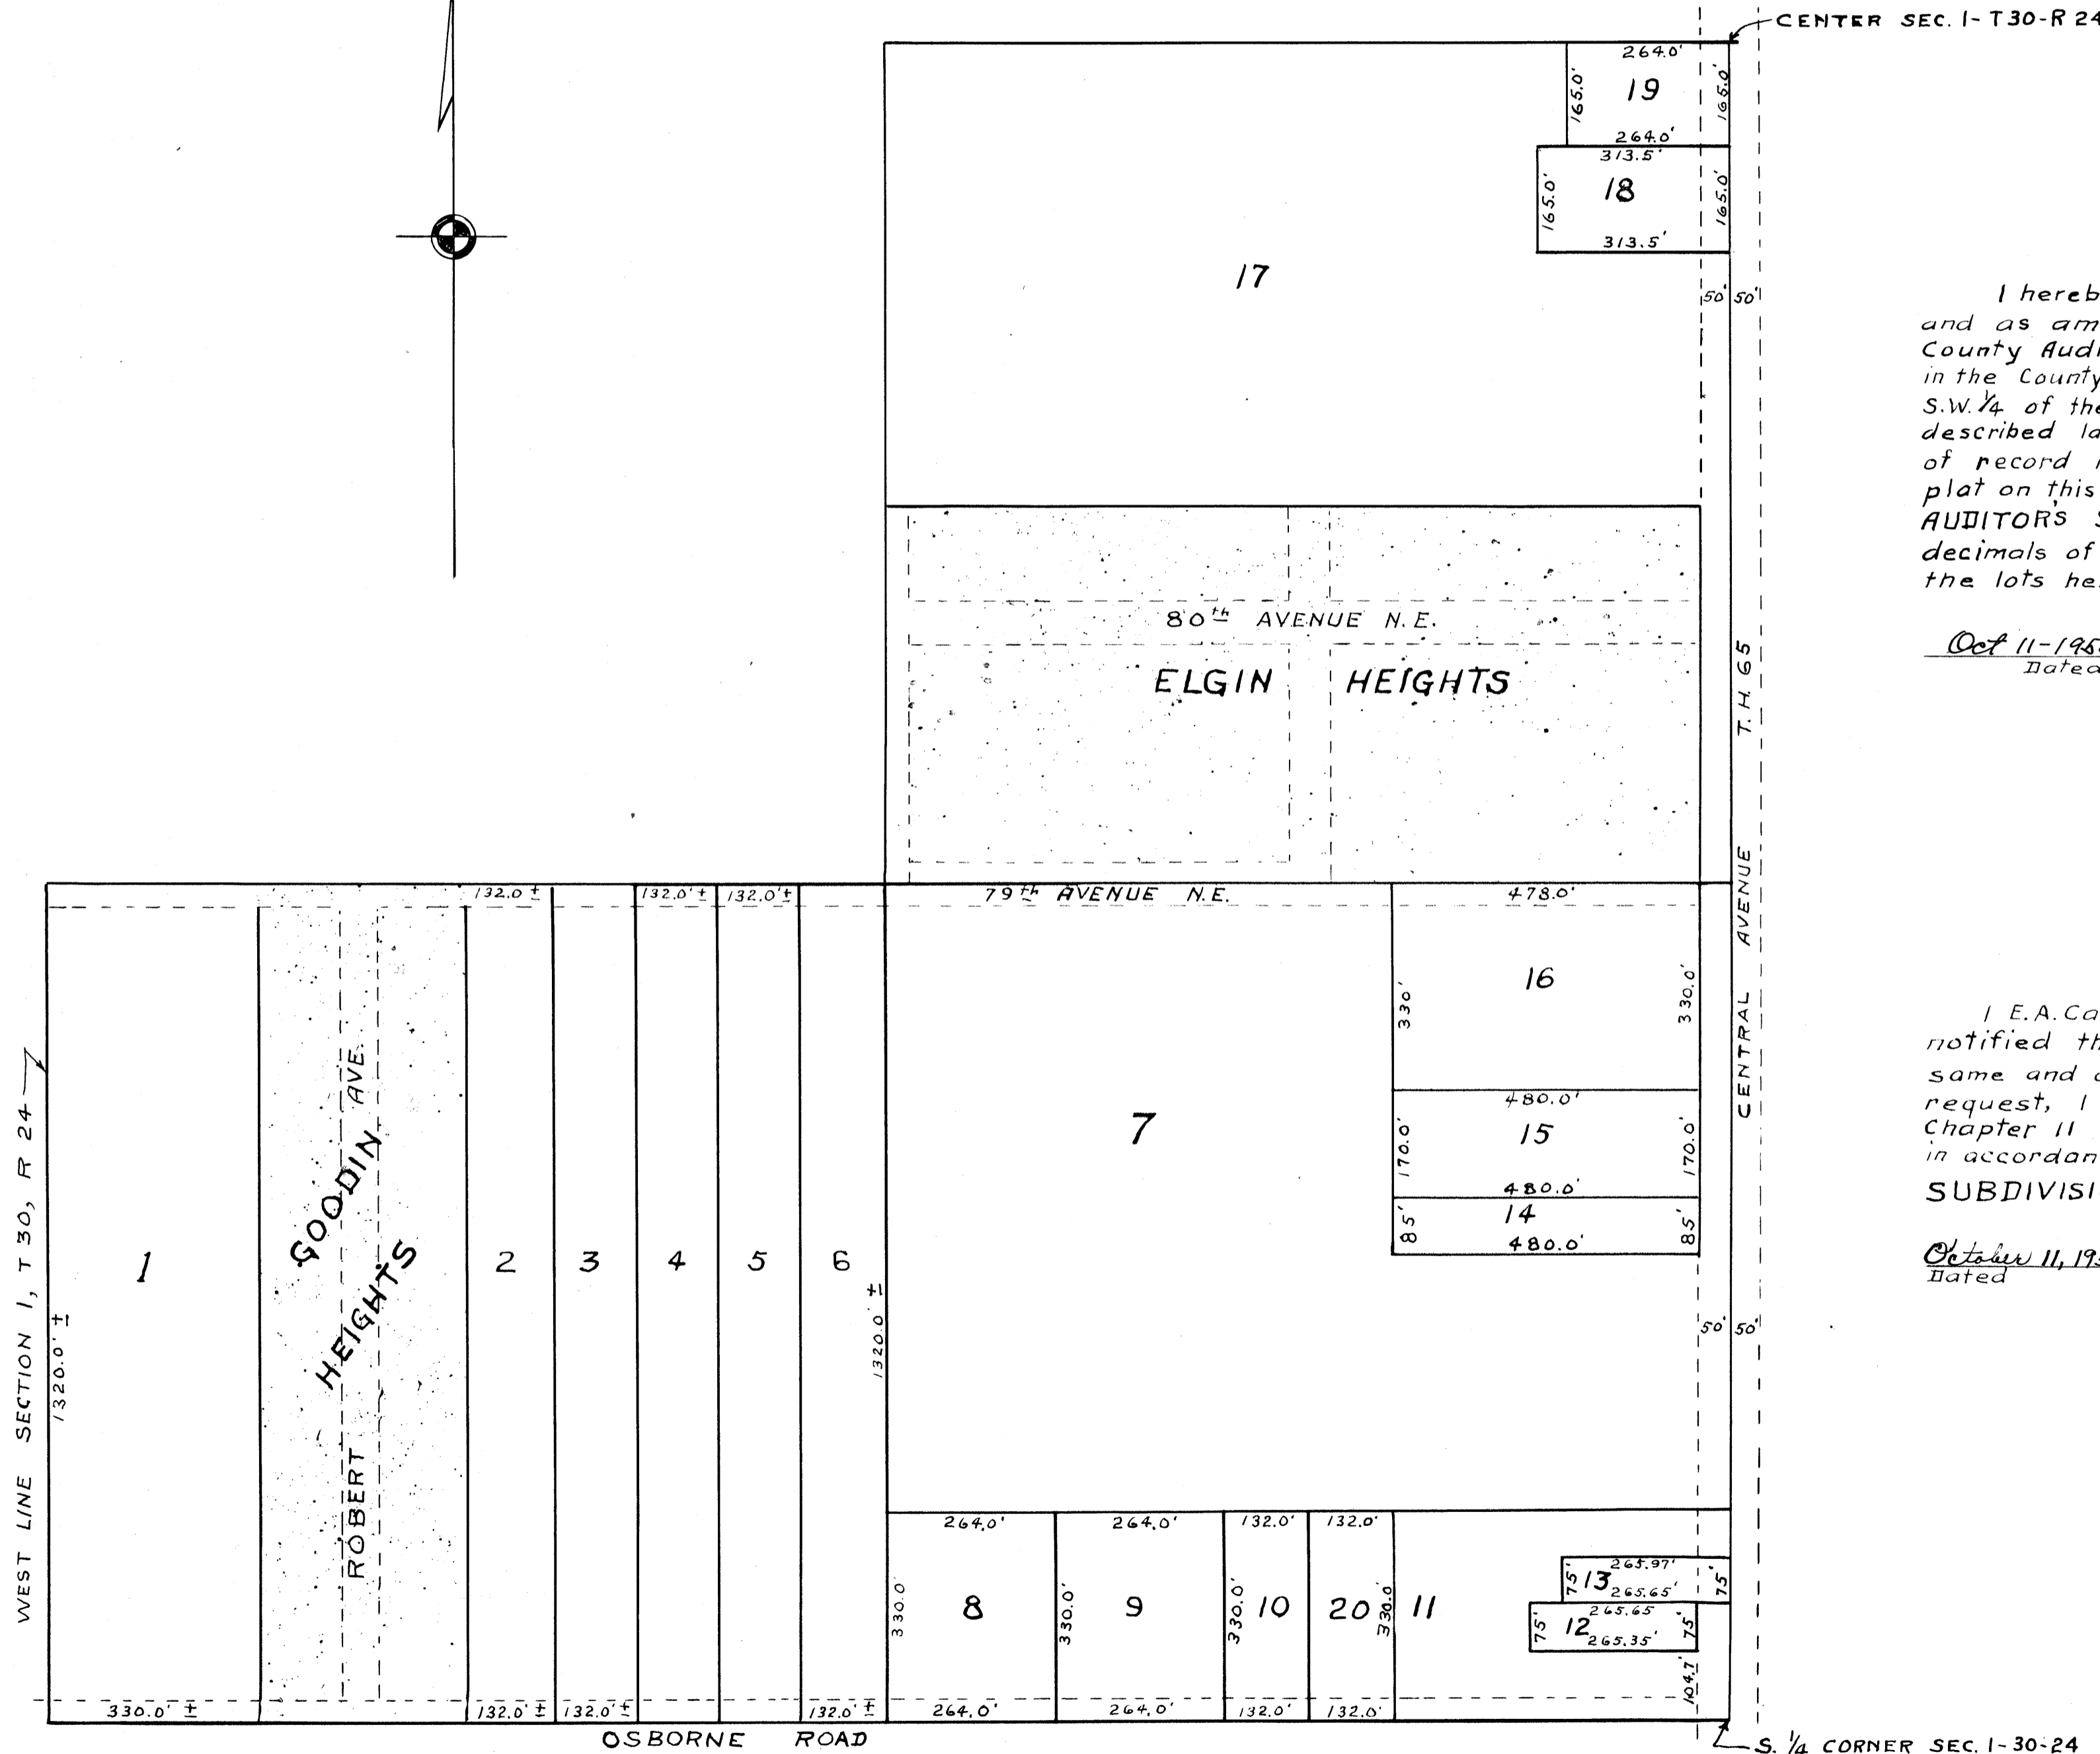 CENTER SEC. 1-T30-R 24
264.0'
165.0'
19
165.0'
264.0'
313.5'
165.0'
18
165.0'
313.5'
17
50' 50'
I hereb
and as am
County Audi
in the County
S.W. 1/4 of the
described la
of record
plat on this
AUDITOR'S S
decimals of
the lots he
Oct 11-195
Dated
80th AVENUE N.E.
ELGIN HEIGHTS
CENTRAL AVENUE T.H. 65
132.0' ±
132.0' ±
132.0' ±
79th AVENUE N.E.
478.0'
330'
16
330.0'
480.0'
170.0'
15
170.0'
480.0'
85'
14
85'
480.0'
7
I E.A. Ca
notified th
same and
request, I
Chapter 11
in accordan
SUBDIVISI
October 11, 195
Dated
WEST LINE SECTION 1, T 30, R 24
1320.0' ±
1
GOODIN
HEIGHTS
ROBERT AVE.
2
3
4
5
6
1320.0' ±
50' 50'
264.0'
264.0'
132.0'
132.0'
330.0'
8
330.0'
9
330.0'
10
20
330.0'
11
265.97'
75'
13
75'
265.65'
265.65
75'
12
75'
265.35'
104.7'
330.0' ±
132.0' ±
132.0' ±
132.0' ±
264.0'
264.0'
132.0'
132.0'
OSBORNE ROAD
S. 1/4 CORNER SEC. 1-30-24